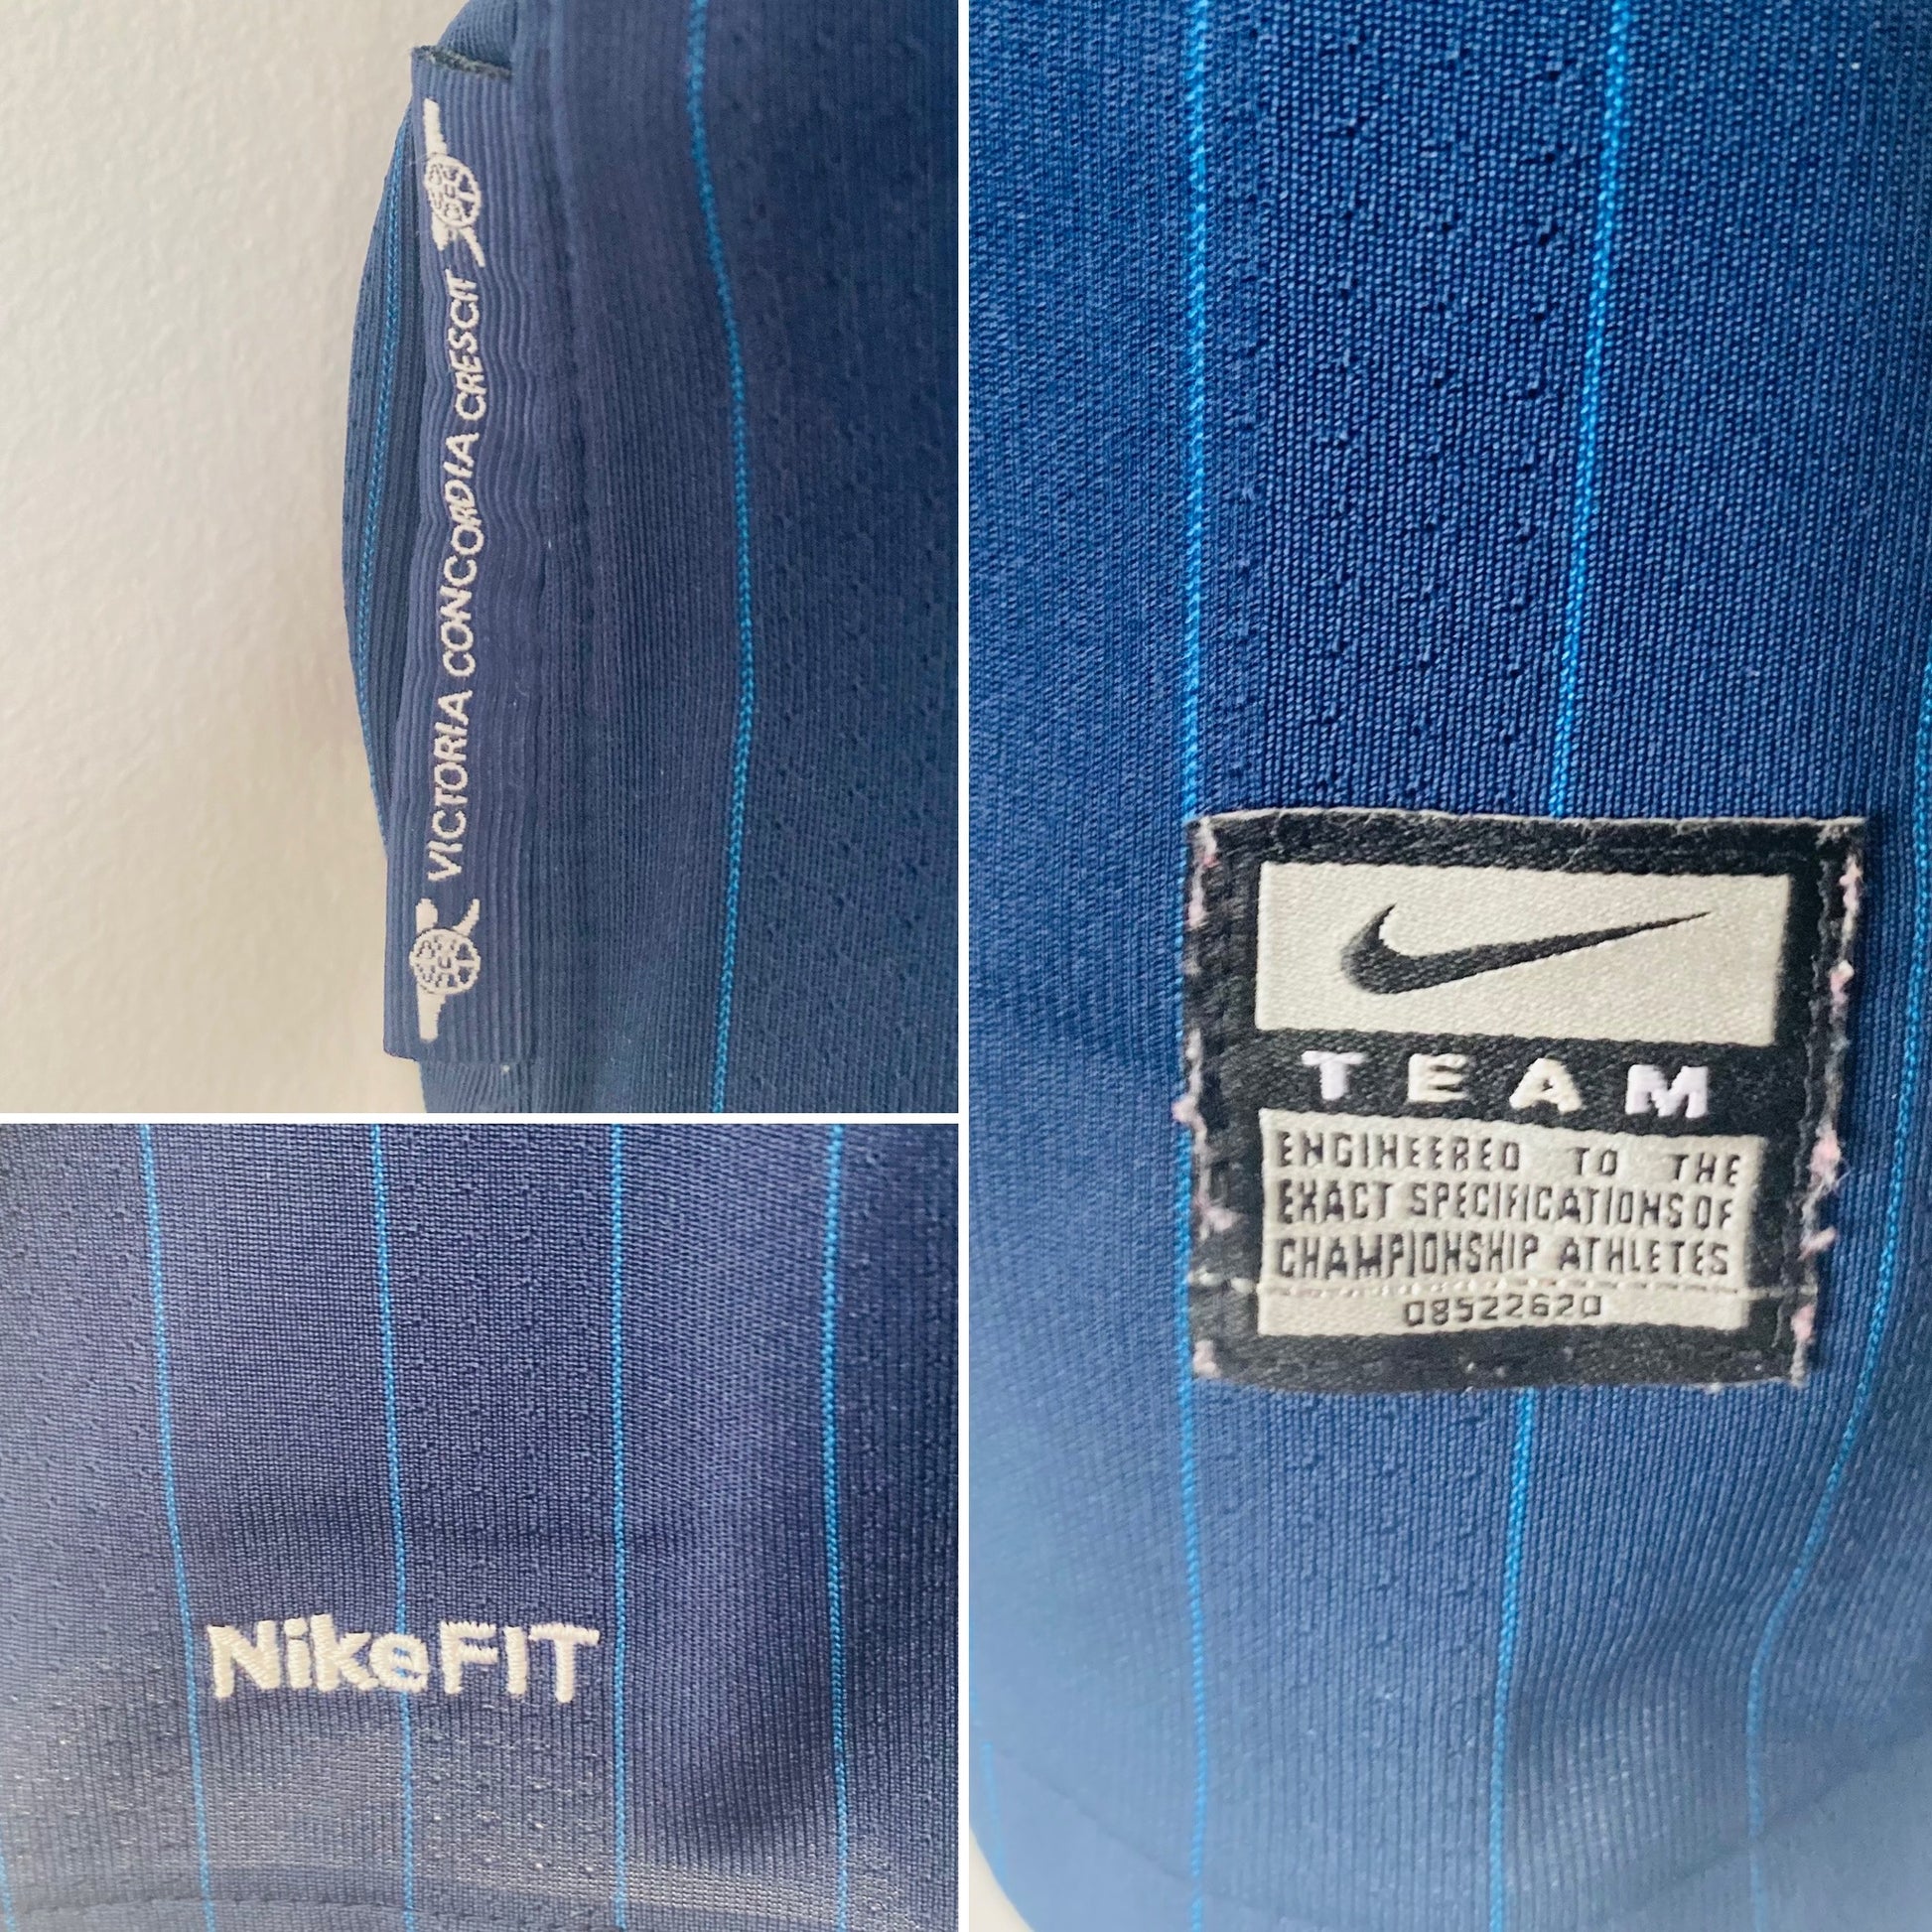 VICTORIA CONCORDIA CRESCIT
NikeFIT
TEAM
ENGINEERED TO THE
EXACT SPECIFICATIONS OF
CHAMPIONSHIP ATHLETES
08522620